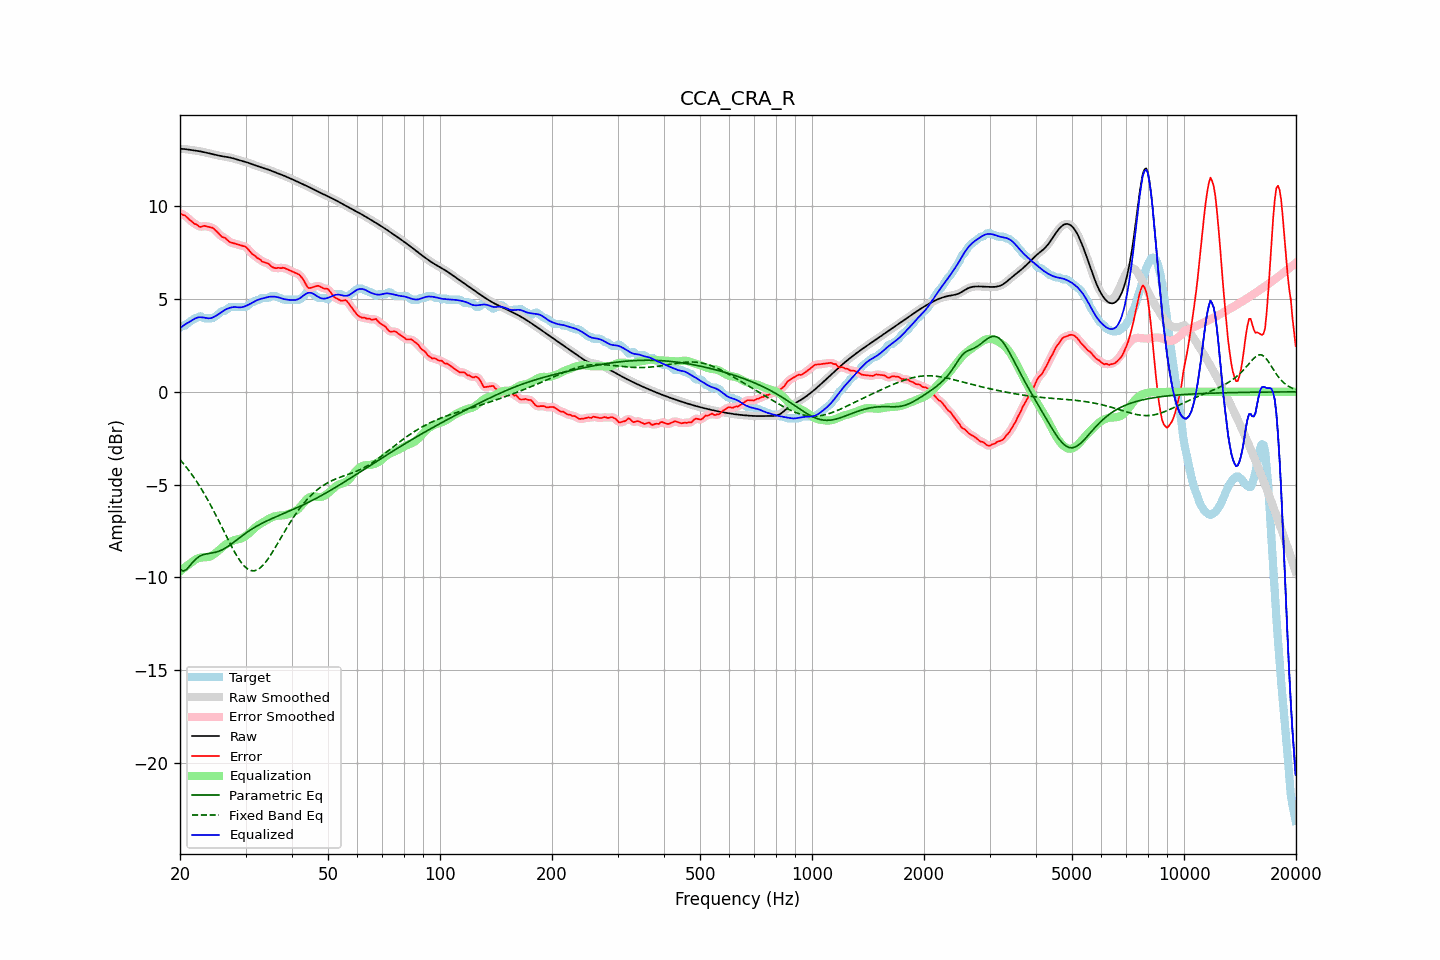 CCA_CRA_R
Amplitude (dBr)
10
5
0
−5
−10
−15
−20
Target
Raw Smoothed
Error Smoothed
Raw
Error
Equalization
Parametric Eq
Fixed Band Eq
Equalized
20 50 100 200 500 1000 2000 5000 10000 20000
Frequency (Hz)